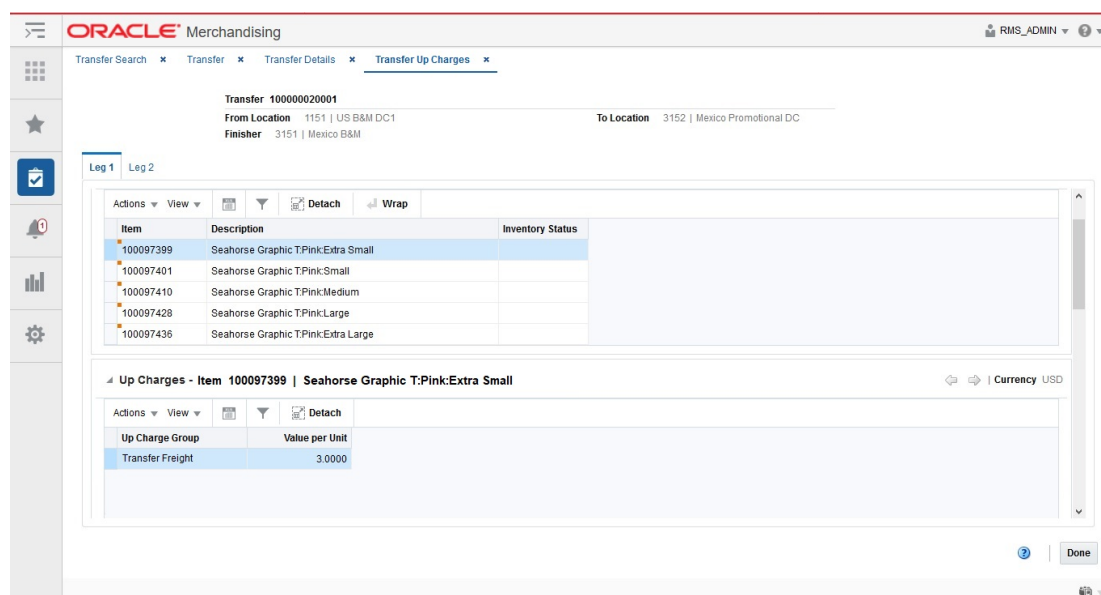 ORACLE® Merchandising
RMS_ADMIN
Transfer Search × Transfer × Transfer Details × Transfer Up Charges ×
Transfer 100000020001
From Location 1151 | US B&M DC1 To Location 3152 | Mexico Promotional DC
Finisher 3151 | Mexico B&M
Leg 1 Leg 2
1
Actions View Detach Wrap
Item Description Inventory Status
100097399 Seahorse Graphic T:Pink:Extra Small
100097401 Seahorse Graphic T:Pink:Small
100097410 Seahorse Graphic T:Pink:Medium
100097428 Seahorse Graphic T:Pink:Large
100097436 Seahorse Graphic T:Pink:Extra Large
Up Charges - Item 100097399 | Seahorse Graphic T:Pink:Extra Small | Currency USD
Actions View Detach
Up Charge Group Value per Unit
Transfer Freight 3.0000
? Done